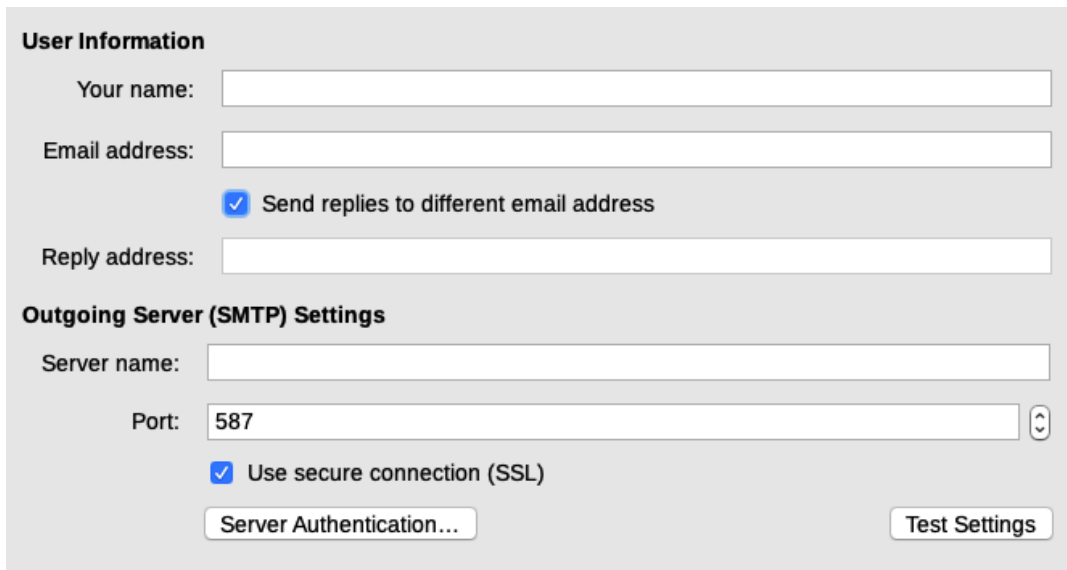 User Information
Your name:
Email address:
Send replies to different email address
Reply address:
Outgoing Server (SMTP) Settings
Server name:
Port: 587
Use secure connection (SSL)
Server Authentication... Test Settings